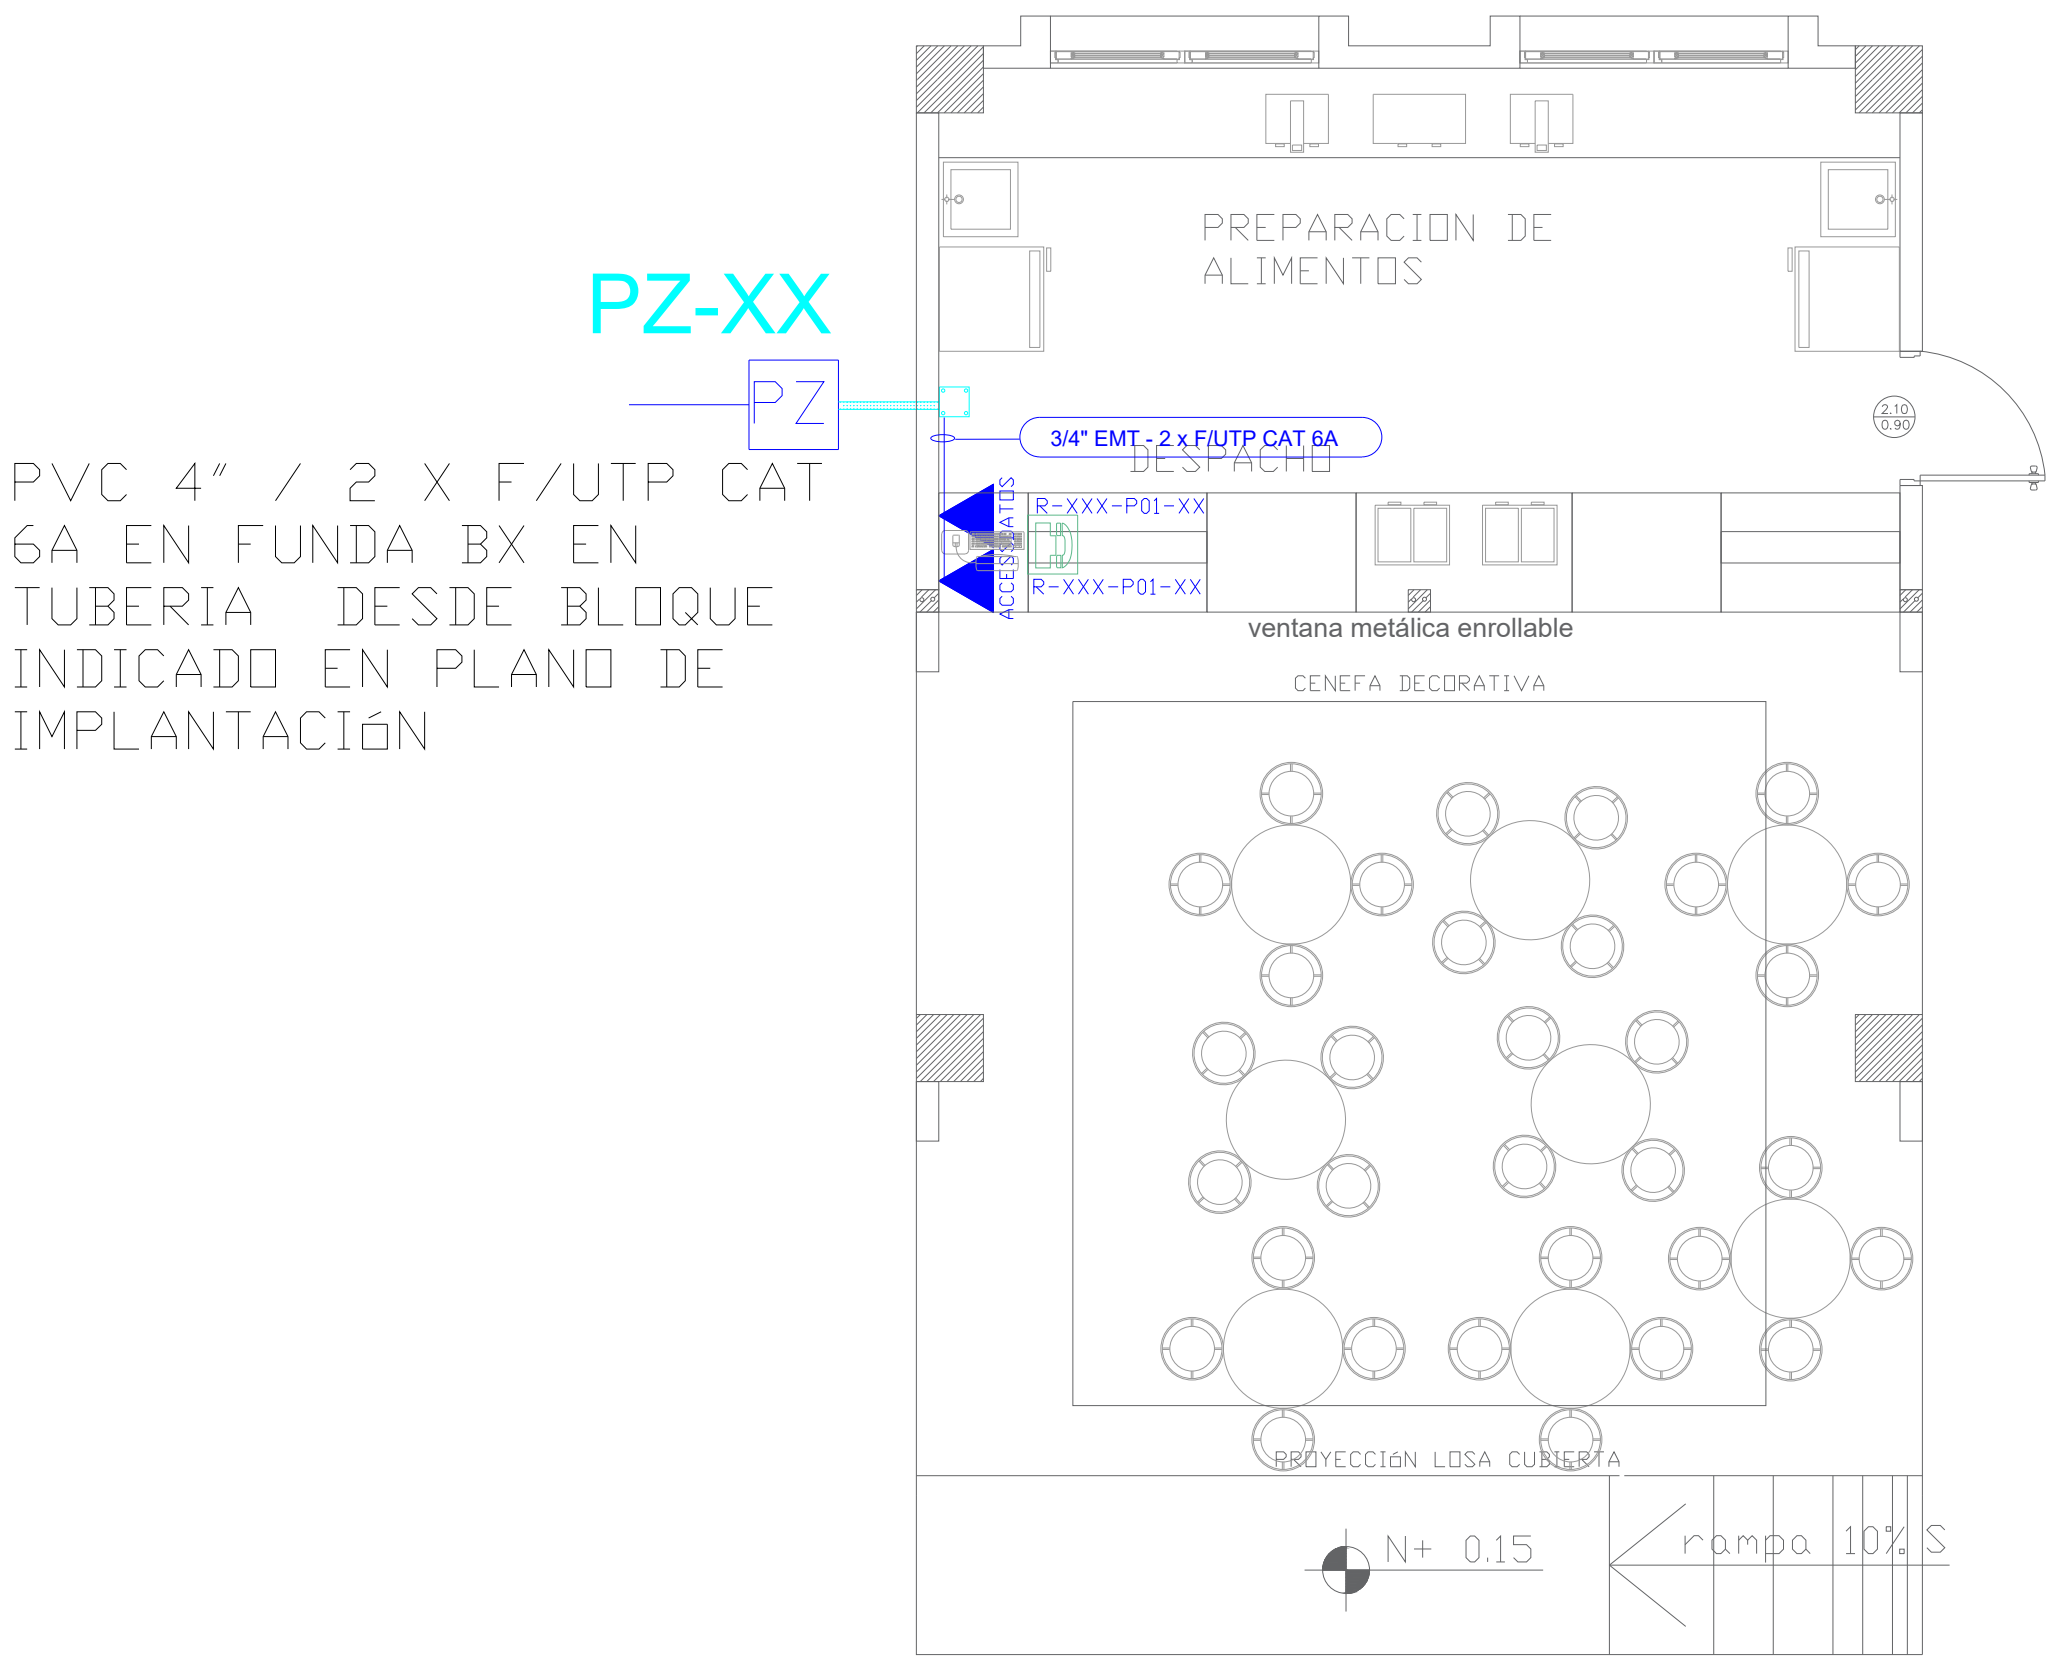 PREPARACION DE
ALIMENTOS
PZ-XX
PZ
2.10
0.90
3/4" EMT - 2 x F/UTP CAT 6A
DESPACHO
PVC 4" / 2 X F/UTP CAT
6A EN FUNDA BX EN
TUBERIA DESDE BLOQUE
INDICADO EN PLANO DE
IMPLANTACIóN
DATOS
R-XXX-P01-XX
ACCESS
R-XXX-P01-XX
ventana metálica enrollable
CENEFA DECORATIVA
PROYECCIóN LOSA CUBIERTA
N+ 0.15
rampa 10% S